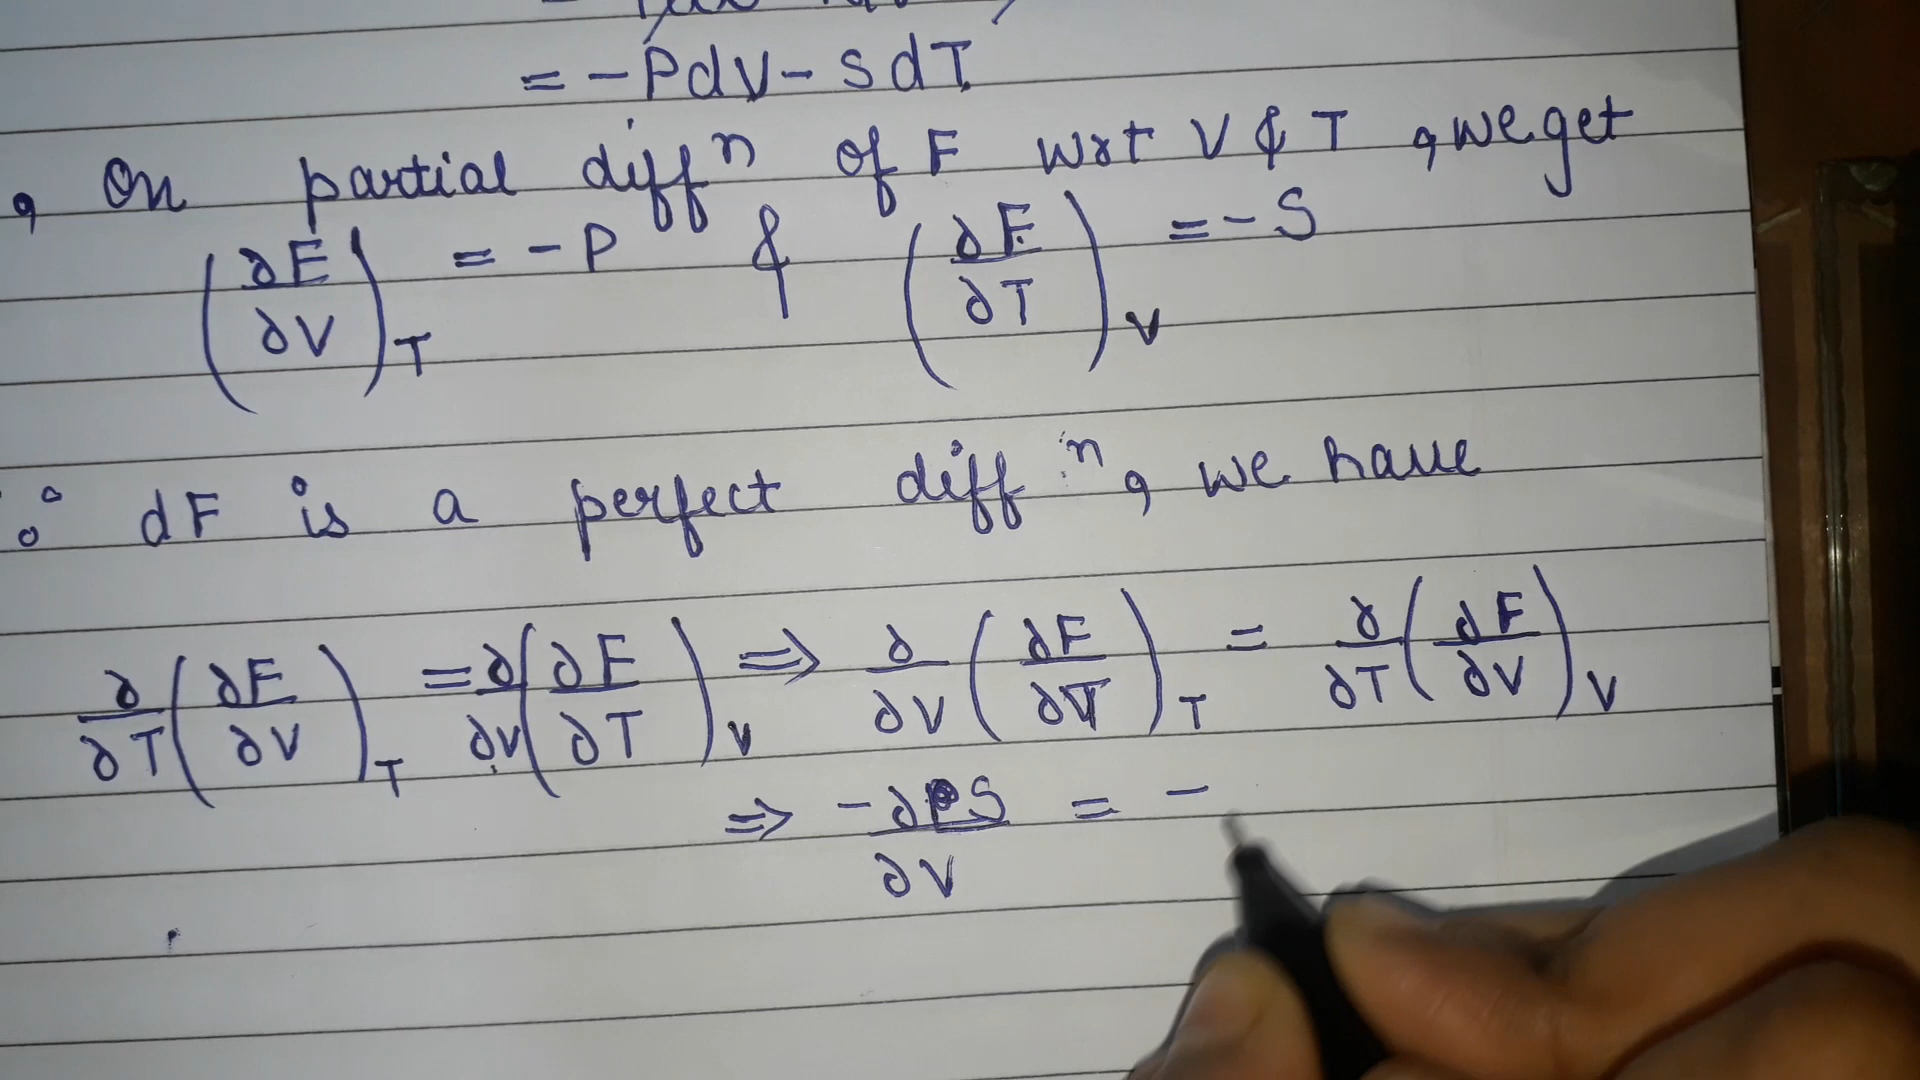 = -PdV - SdT
, On partial diffⁿ of F wrt V & T, we get
(∂F/∂V)_T = -P & (∂F/∂T)_V = -S
∵ dF is a perfect diffⁿ, we have
∂/∂T(∂F/∂V)_T = ∂/∂V(∂F/∂T)_V ⇒ ∂/∂V(∂F/∂T)_T = ∂/∂T(∂F/∂V)_V
⇒ -∂S/∂V = -